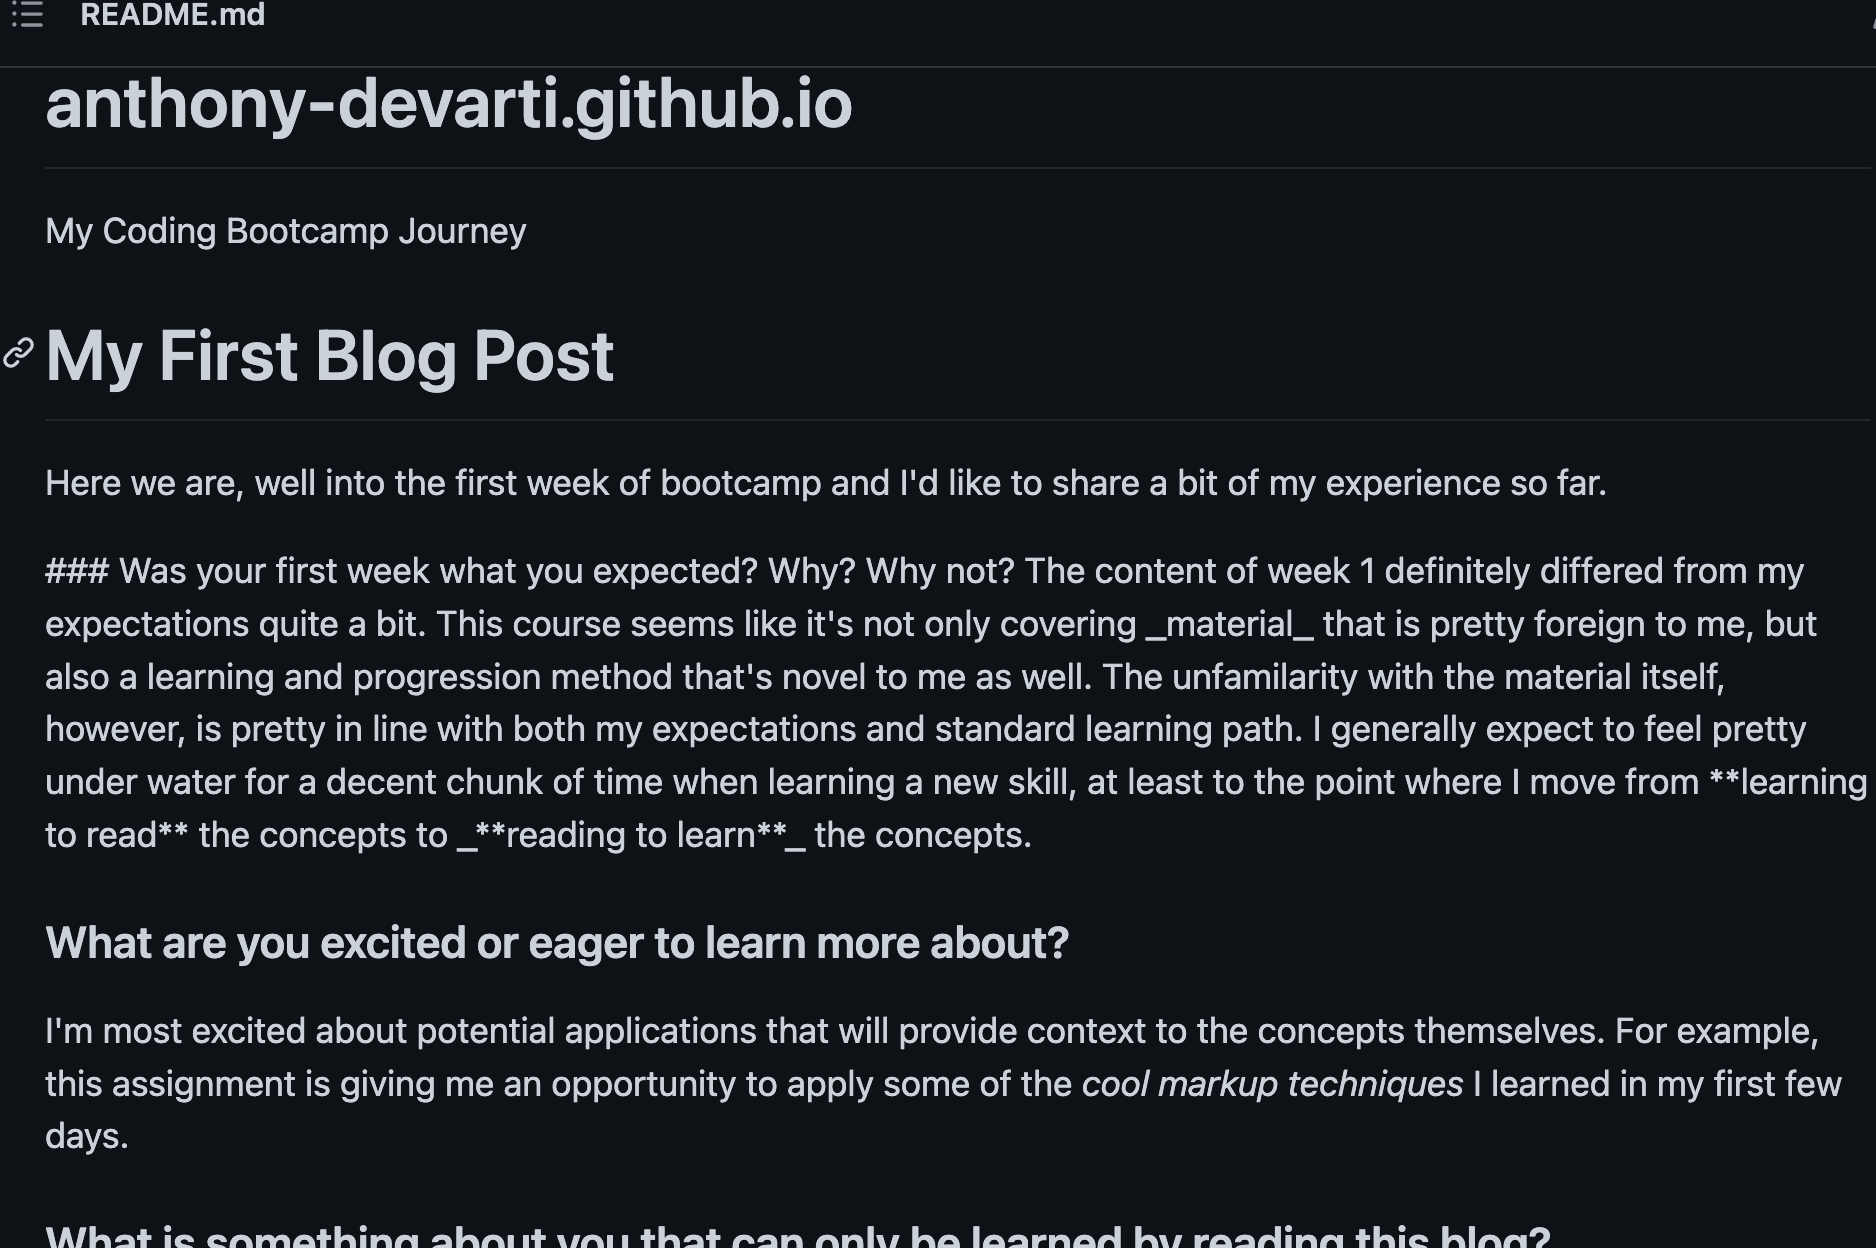 README.md
anthony-devarti.github.io
My Coding Bootcamp Journey
My First Blog Post
Here we are, well into the first week of bootcamp and I'd like to share a bit of my experience so far.
### Was your first week what you expected? Why? Why not? The content of week 1 definitely differed from my
expectations quite a bit. This course seems like it's not only covering _material_ that is pretty foreign to me, but
also a learning and progression method that's novel to me as well. The unfamilarity with the material itself,
however, is pretty in line with both my expectations and standard learning path. I generally expect to feel pretty
under water for a decent chunk of time when learning a new skill, at least to the point where I move from **learning
to read** the concepts to _**reading to learn**_ the concepts.
What are you excited or eager to learn more about?
I'm most excited about potential applications that will provide context to the concepts themselves. For example,
this assignment is giving me an opportunity to apply some of the cool markup techniques I learned in my first few
days.
What is something about you that can only be learned by reading this blog?